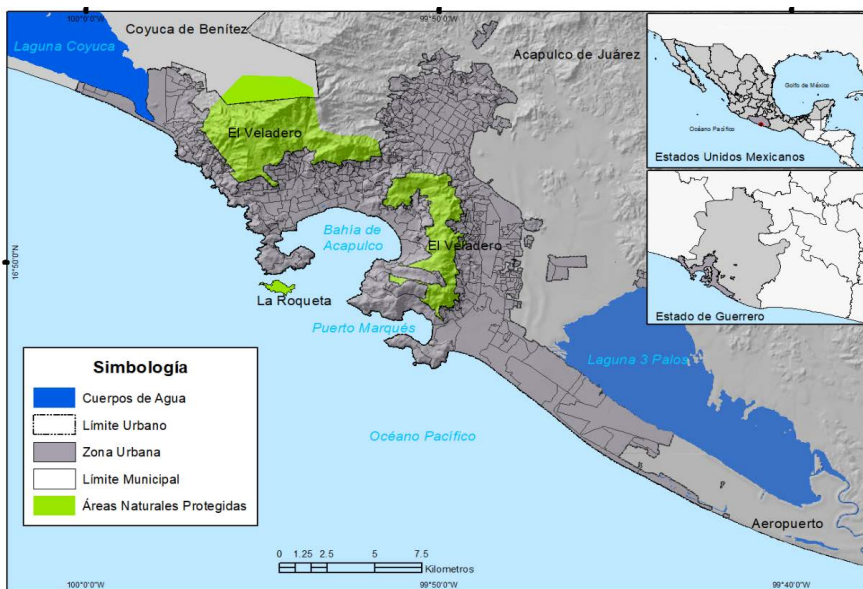 100°0'0"W
99°50'0"W
Laguna Coyuca
Coyuca de Benítez
Acapulco de Juárez
El Veladero
Golfo de México
Océano Pacífico
Estados Unidos Mexicanos
Bahía de
Acapulco
El Veladero
16°50'0"N
La Roqueta
Puerto Marqués
Estado de Guerrero
Laguna 3 Palos
Simbología
Cuerpos de Agua
Límite Urbano
Zona Urbana
Límite Municipal
Áreas Naturales Protegidas
Océano Pacífico
Aeropuerto
0 1.25 2.5 5 7.5
Kilometros
100°0'0"W
99°50'0"W
99°40'0"W